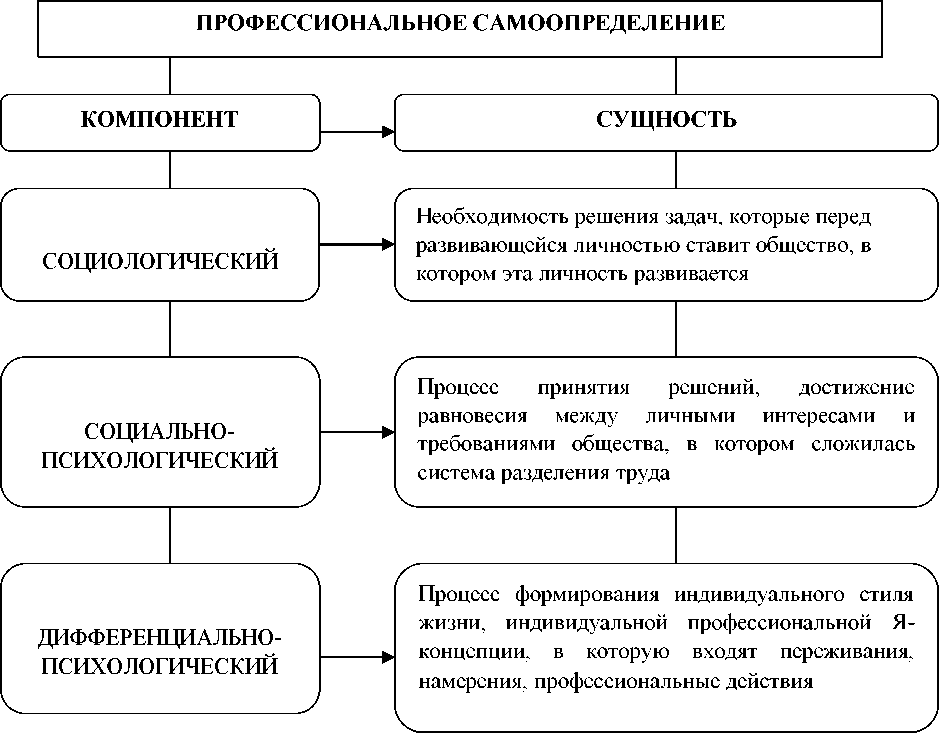 ПРОФЕССИОНАЛЬНОЕ САМООПРЕДЕЛЕНИЕ
КОМПОНЕНТ
СУЩНОСТЬ
СОЦИОЛОГИЧЕСКИЙ
Необходимость решения задач, которые перед
развивающейся личностью ставит общество, в
котором эта личность развивается
СОЦИАЛЬНО-
ПСИХОЛОГИЧЕСКИЙ
Процесс принятия решений, достижение
равновесия между личными интересами и
требованиями общества, в котором сложилась
система разделения труда
ДИФФЕРЕНЦИАЛЬНО-
ПСИХОЛОГИЧЕСКИЙ
Процесс формирования индивидуального стиля
жизни, индивидуальной профессиональной Я-
концепции, в которую входят переживания,
намерения, профессиональные действия